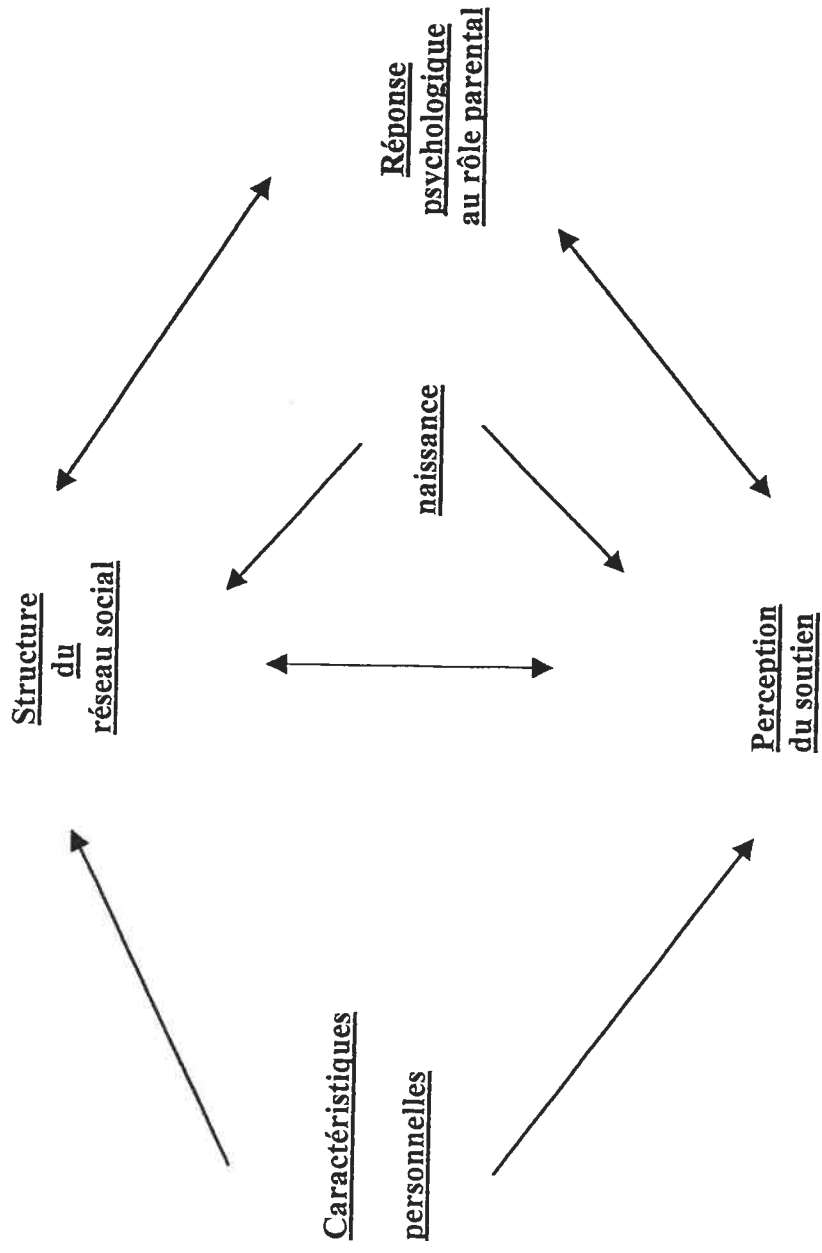 Structure
du
réseau social
Caractéristiques
personnelles
naissance
Réponse
psychologique
au rôle parental
Perception
du soutien